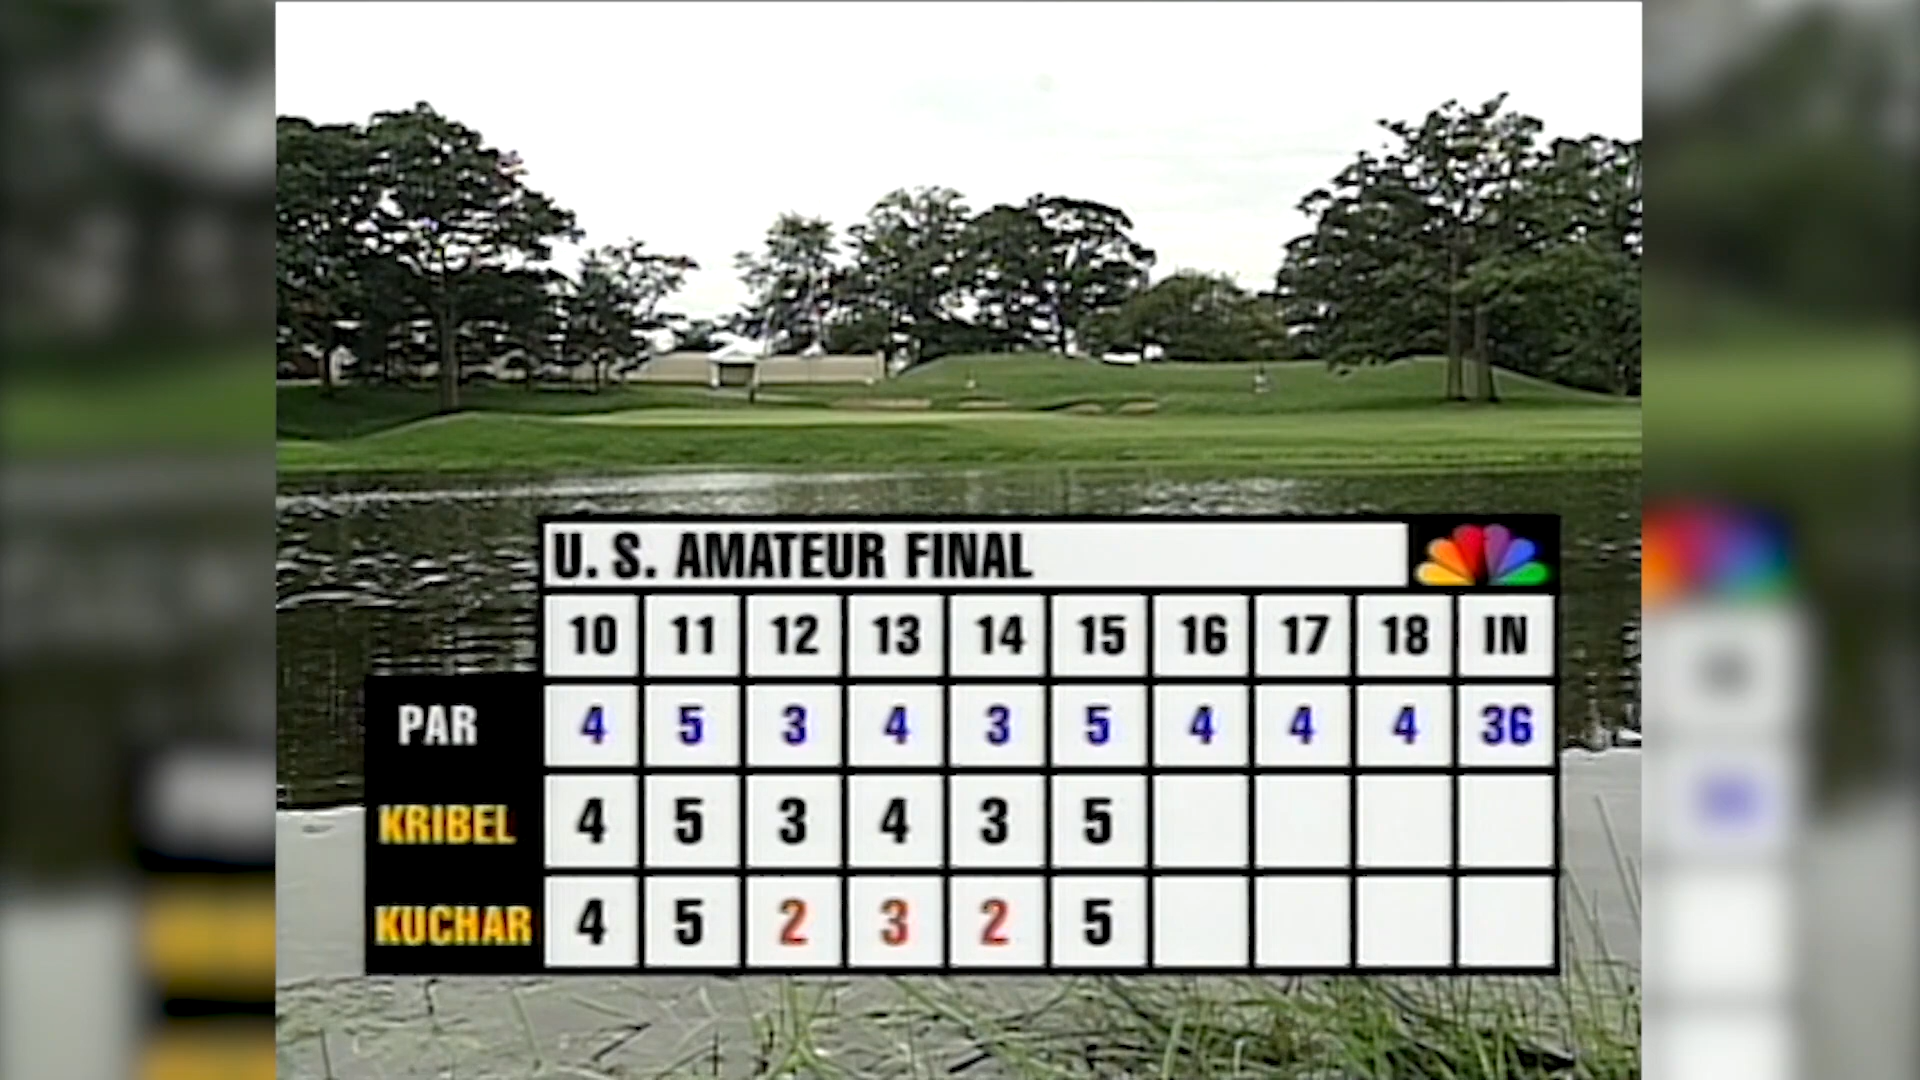 U. S. AMATEUR FINAL
10 11 12 13 14 15 16 17 18 IN
PAR 4 5 3 4 3 5 4 4 4 36
KRIBEL 4 5 3 4 3 5
KUCHAR 4 5 2 3 2 5